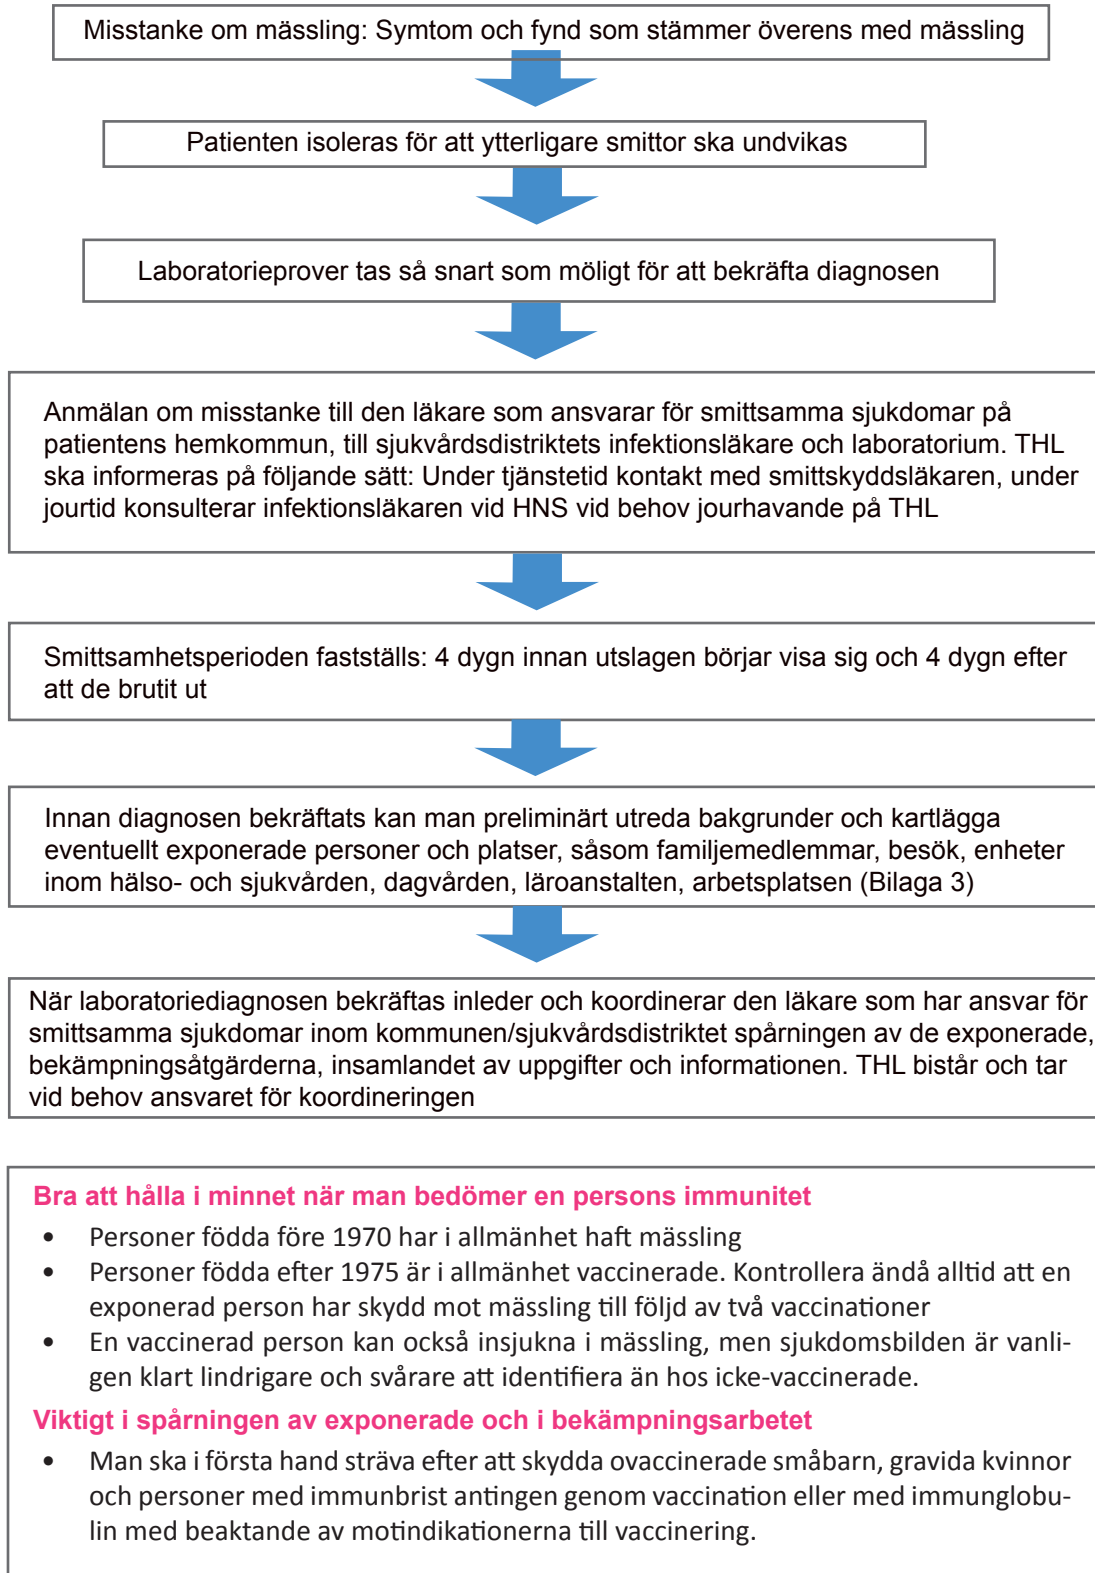 Misstanke om mässling: Symtom och fynd som stämmer överens med mässling
Patienten isoleras för att ytterligare smittor ska undvikas
Laboratorieprover tas så snart som möligt för att bekräfta diagnosen
Anmälan om misstanke till den läkare som ansvarar för smittsamma sjukdomar på
patientens hemkommun, till sjukvårdsdistriktets infektionsläkare och laboratorium. THL
ska informeras på följande sätt: Under tjänstetid kontakt med smittskyddsläkaren, under
jourtid konsulterar infektionsläkaren vid HNS vid behov jourhavande på THL
Smittsamhetsperioden fastställs: 4 dygn innan utslagen börjar visa sig och 4 dygn efter
att de brutit ut
Innan diagnosen bekräftats kan man preliminärt utreda bakgrunder och kartlägga
eventuellt exponerade personer och platser, såsom familjemedlemmar, besök, enheter
inom hälso- och sjukvården, dagvården, läroanstalten, arbetsplatsen (Bilaga 3)
När laboratoriediagnosen bekräftas inleder och koordinerar den läkare som har ansvar för
smittsamma sjukdomar inom kommunen/sjukvårdsdistriktet spårningen av de exponerade,
bekämpningsåtgärderna, insamlandet av uppgifter och informationen. THL bistår och tar
vid behov ansvaret för koordineringen
Bra att hålla i minnet när man bedömer en persons immunitet
• Personer födda före 1970 har i allmänhet haft mässling
• Personer födda efter 1975 är i allmänhet vaccinerade. Kontrollera ändå alltid att en
exponerad person har skydd mot mässling till följd av två vaccinationer
• En vaccinerad person kan också insjukna i mässling, men sjukdomsbilden är vanli-
gen klart lindrigare och svårare att identifiera än hos icke-vaccinerade.
Viktigt i spårningen av exponerade och i bekämpningsarbetet
• Man ska i första hand sträva efter att skydda ovaccinerade småbarn, gravida kvinnor
och personer med immunbrist antingen genom vaccination eller med immunglobu-
lin med beaktande av motindikationerna till vaccinering.